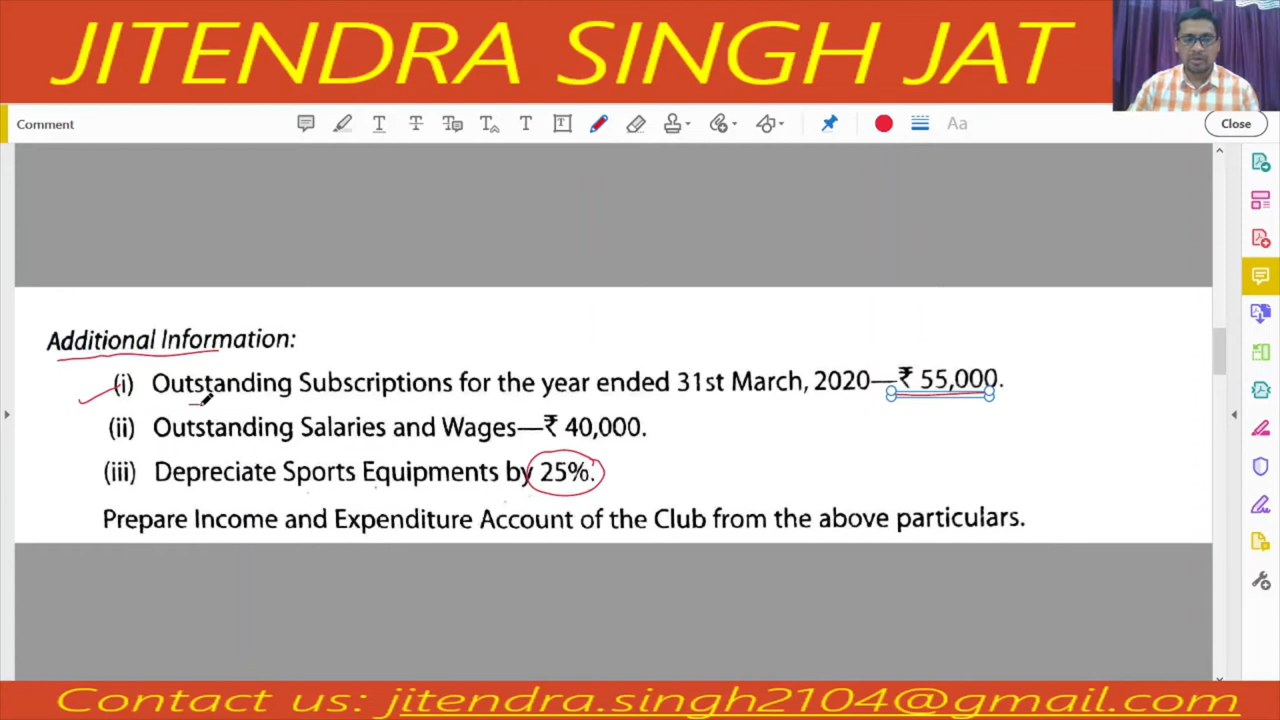 JITENDRA SINGH JAT
Comment
Aa
Close
Additional Information:
(i) Outstanding Subscriptions for the year ended 31st March, 2020—₹ 55,000.
(ii) Outstanding Salaries and Wages—₹ 40,000.
(iii) Depreciate Sports Equipments by 25%.
Prepare Income and Expenditure Account of the Club from the above particulars.
Contact us: jitendra.singh2104@gmail.com